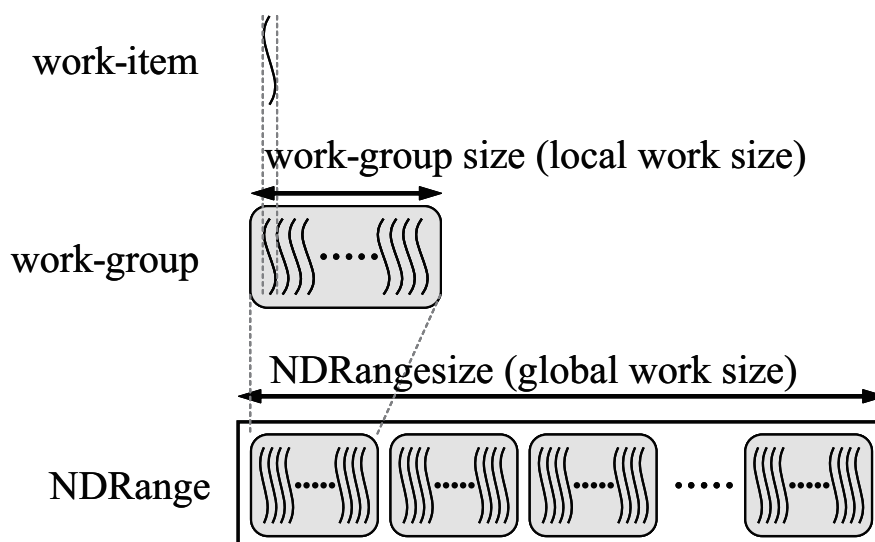 work-item
work-group size (local work size)
work-group
NDRangesize (global work size)
NDRange